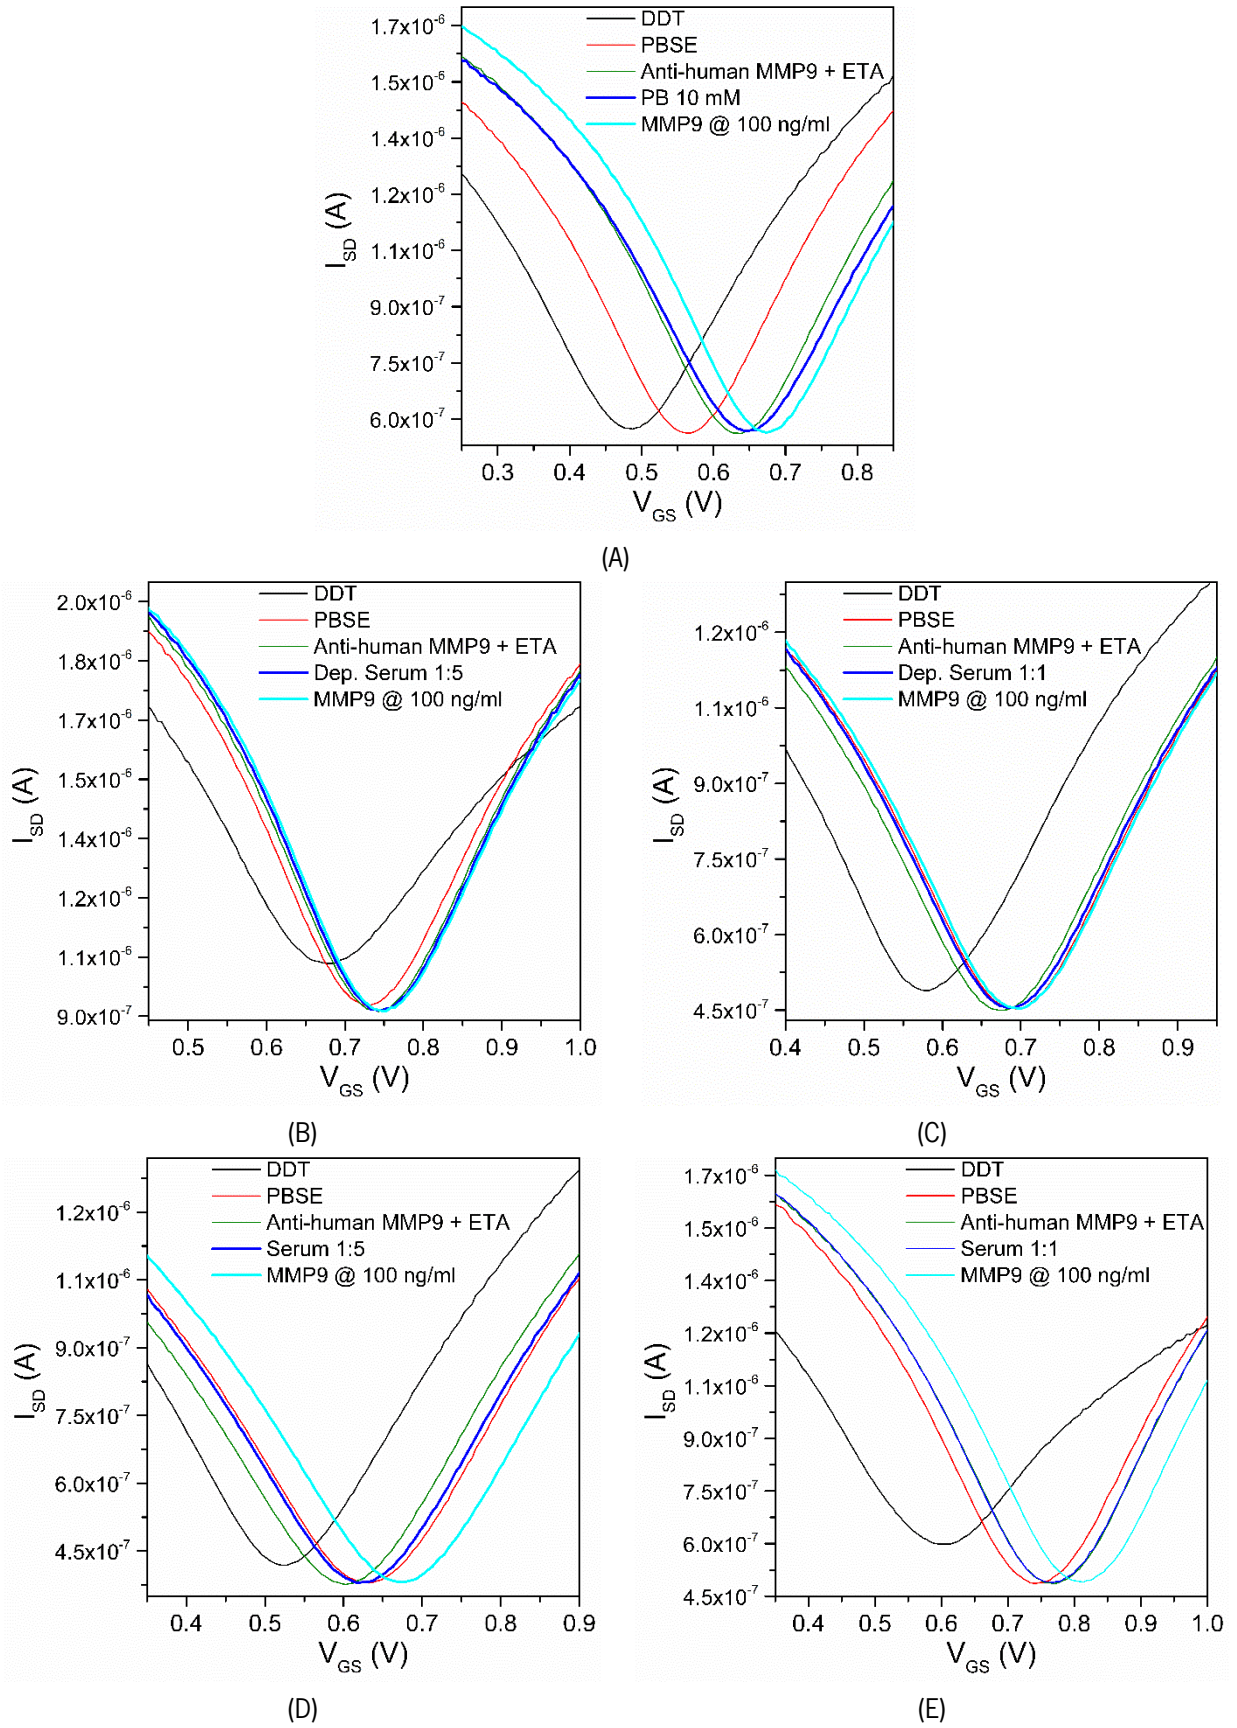 DDT
PBSE
Anti-human MMP9 + ETA
PB 10 mM
MMP9 @ 100 ng/ml
1.7x10⁻⁶
1.5x10⁻⁶
1.4x10⁻⁶
1.2x10⁻⁶
1.1x10⁻⁶
9.0x10⁻⁷
7.5x10⁻⁷
6.0x10⁻⁷
I_SD (A)
0.3 0.4 0.5 0.6 0.7 0.8
V_GS (V)
(A)
DDT
PBSE
Anti-human MMP9 + ETA
Dep. Serum 1:5
MMP9 @ 100 ng/ml
2.0x10⁻⁶
1.8x10⁻⁶
1.7x10⁻⁶
1.5x10⁻⁶
1.4x10⁻⁶
1.2x10⁻⁶
1.1x10⁻⁶
9.0x10⁻⁷
I_SD (A)
0.5 0.6 0.7 0.8 0.9 1.0
V_GS (V)
(B)
DDT
PBSE
Anti-human MMP9 + ETA
Dep. Serum 1:1
MMP9 @ 100 ng/ml
1.2x10⁻⁶
1.1x10⁻⁶
9.0x10⁻⁷
7.5x10⁻⁷
6.0x10⁻⁷
4.5x10⁻⁷
I_SD (A)
0.4 0.5 0.6 0.7 0.8 0.9
V_GS (V)
(C)
DDT
PBSE
Anti-human MMP9 + ETA
Serum 1:5
MMP9 @ 100 ng/ml
1.2x10⁻⁶
1.1x10⁻⁶
9.0x10⁻⁷
7.5x10⁻⁷
6.0x10⁻⁷
4.5x10⁻⁷
I_SD (A)
0.4 0.5 0.6 0.7 0.8 0.9
V_GS (V)
(D)
DDT
PBSE
Anti-human MMP9 + ETA
Serum 1:1
MMP9 @ 100 ng/ml
1.7x10⁻⁶
1.5x10⁻⁶
1.4x10⁻⁶
1.2x10⁻⁶
1.1x10⁻⁶
9.0x10⁻⁷
7.5x10⁻⁷
6.0x10⁻⁷
4.5x10⁻⁷
I_SD (A)
0.4 0.5 0.6 0.7 0.8 0.9 1.0
V_GS (V)
(E)